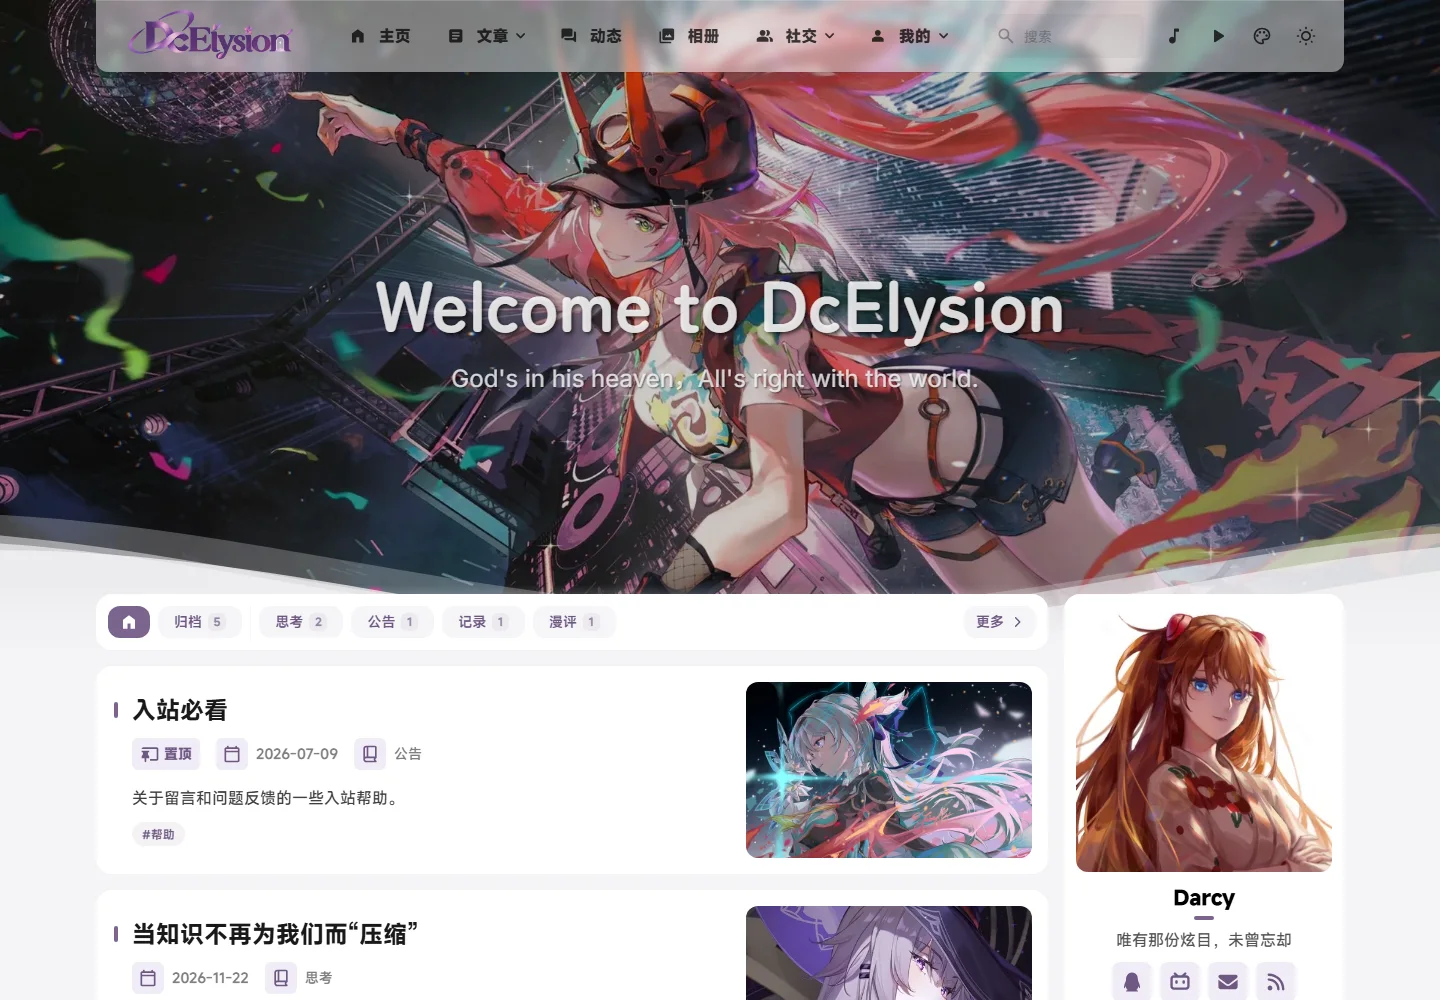 DcElysion
主页 文章 动态 相册 社交 我的 搜索
Welcome to DcElysion
God's in his heaven，All's right with the world.
归档 5 思考 2 公告 1 记录 1 漫评 1 更多
入站必看
置顶 2026-07-09 公告
关于留言和问题反馈的一些入站帮助。
#帮助
当知识不再为我们而“压缩”
2026-11-22 思考
Darcy
唯有那份炫目，未曾忘却